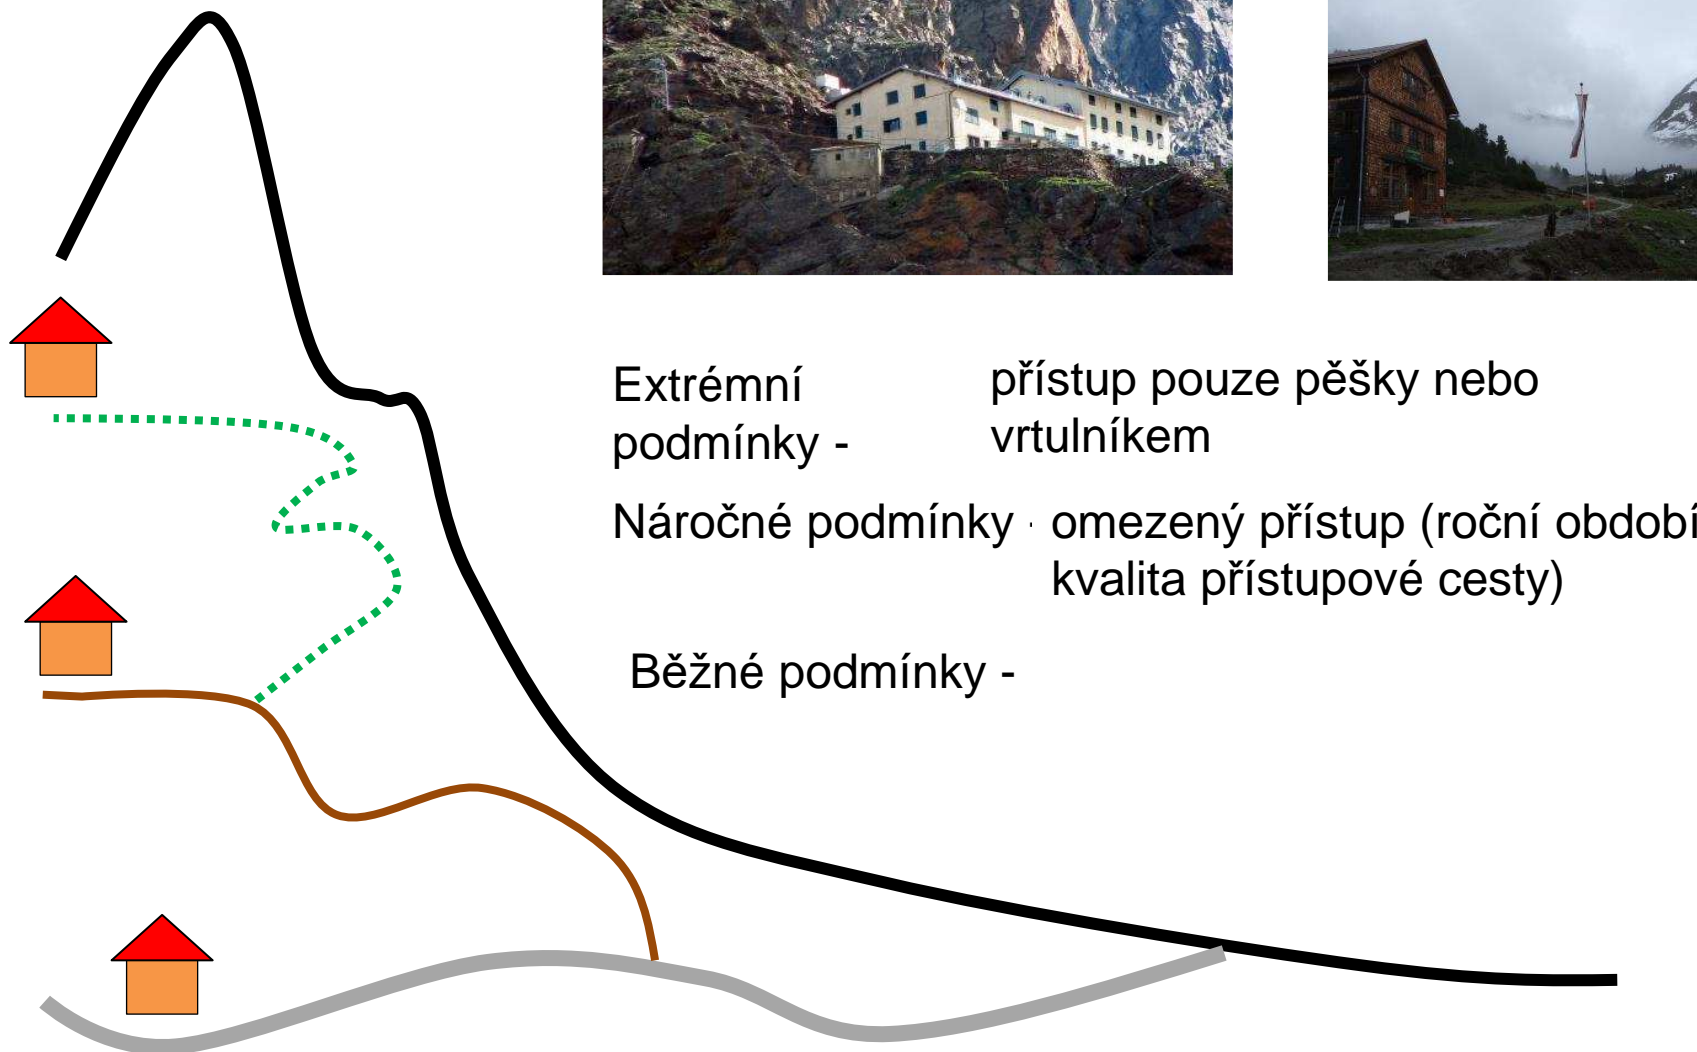 Extrémní
podmínky -
přístup pouze pěšky nebo
vrtulníkem
Náročné podmínky - omezený přístup (roční období
kvalita přístupové cesty)
Běžné podmínky -